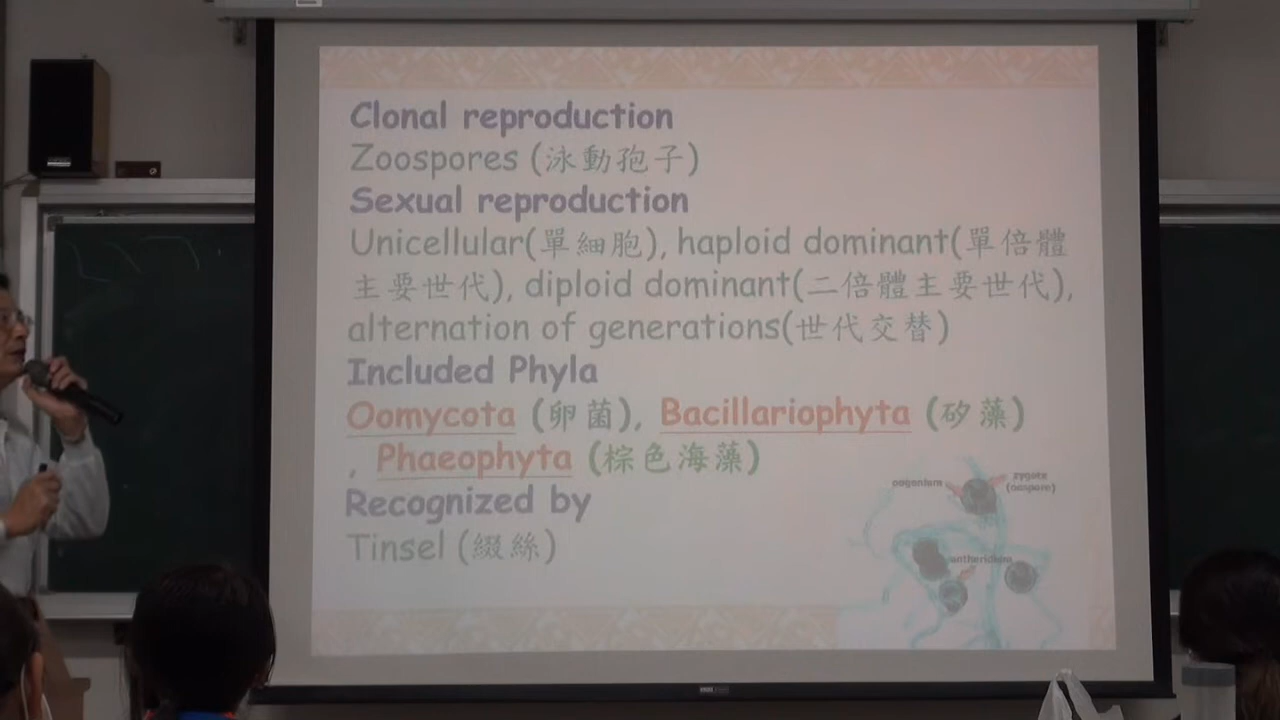 Clonal reproduction
Zoospores (泳動孢子)
Sexual reproduction
Unicellular(單細胞), haploid dominant(單倍體
主要世代), diploid dominant(二倍體主要世代),
alternation of generations(世代交替)
Included Phyla
Oomycota (卵菌), Bacillariophyta (矽藻)
, Phaeophyta (棕色海藻)
Recognized by
Tinsel (綴絲)
oogonium
zygote
(oospore)
antheridium